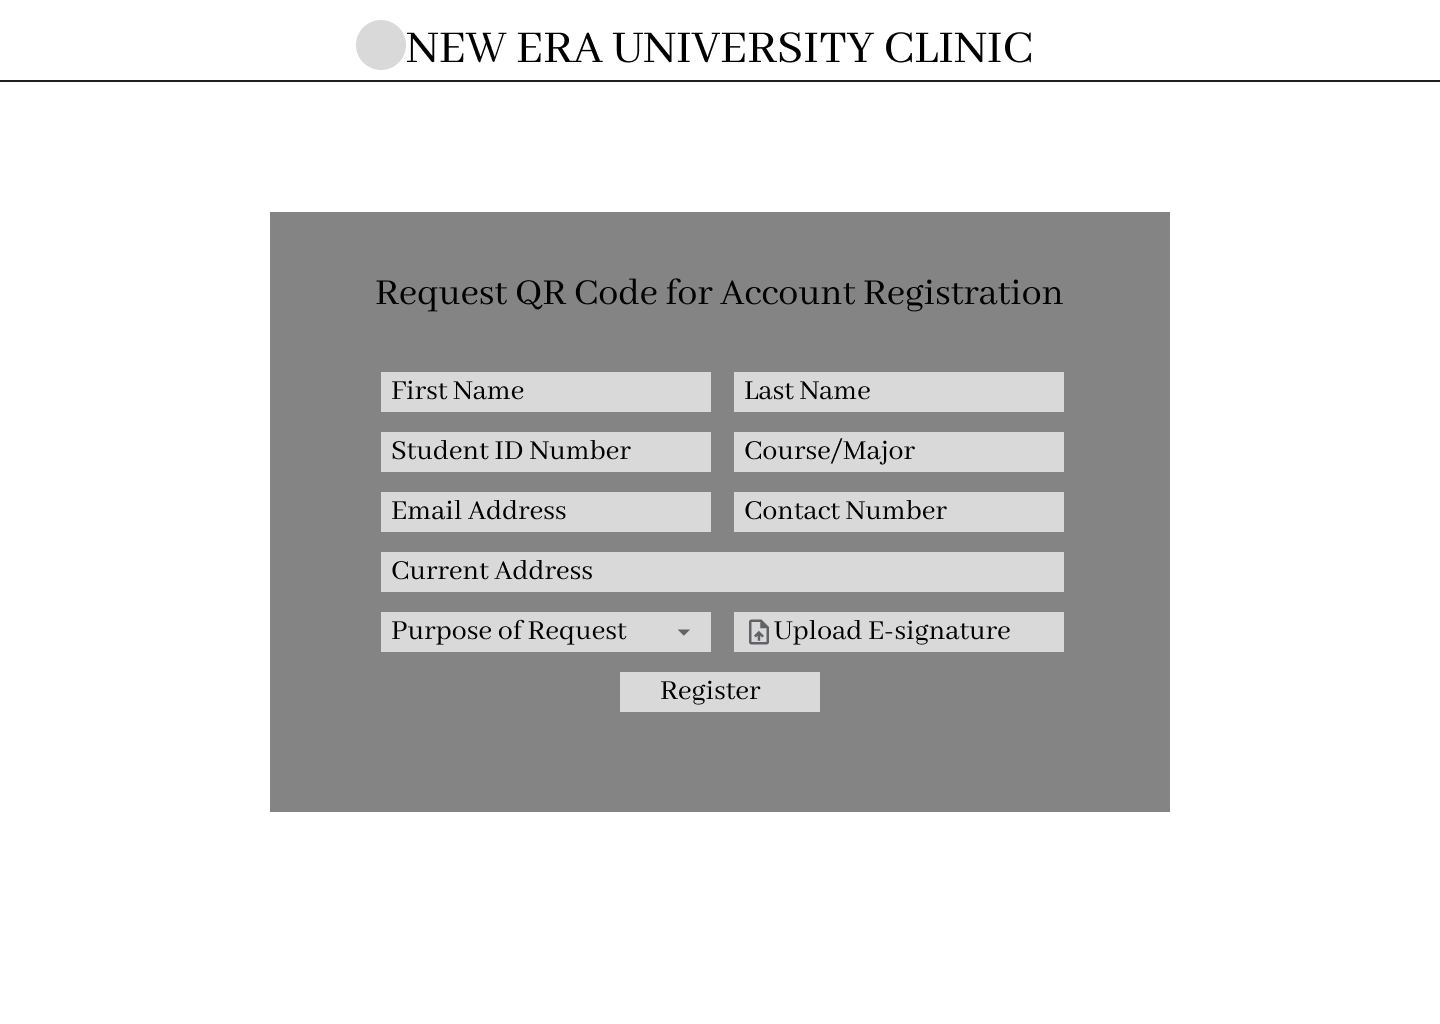 NEW ERA UNIVERSITY CLINIC
Request QR Code for Account Registration
First Name
Last Name
Student ID Number
Course/Major
Email Address
Contact Number
Current Address
Purpose of Request
Upload E-signature
Register